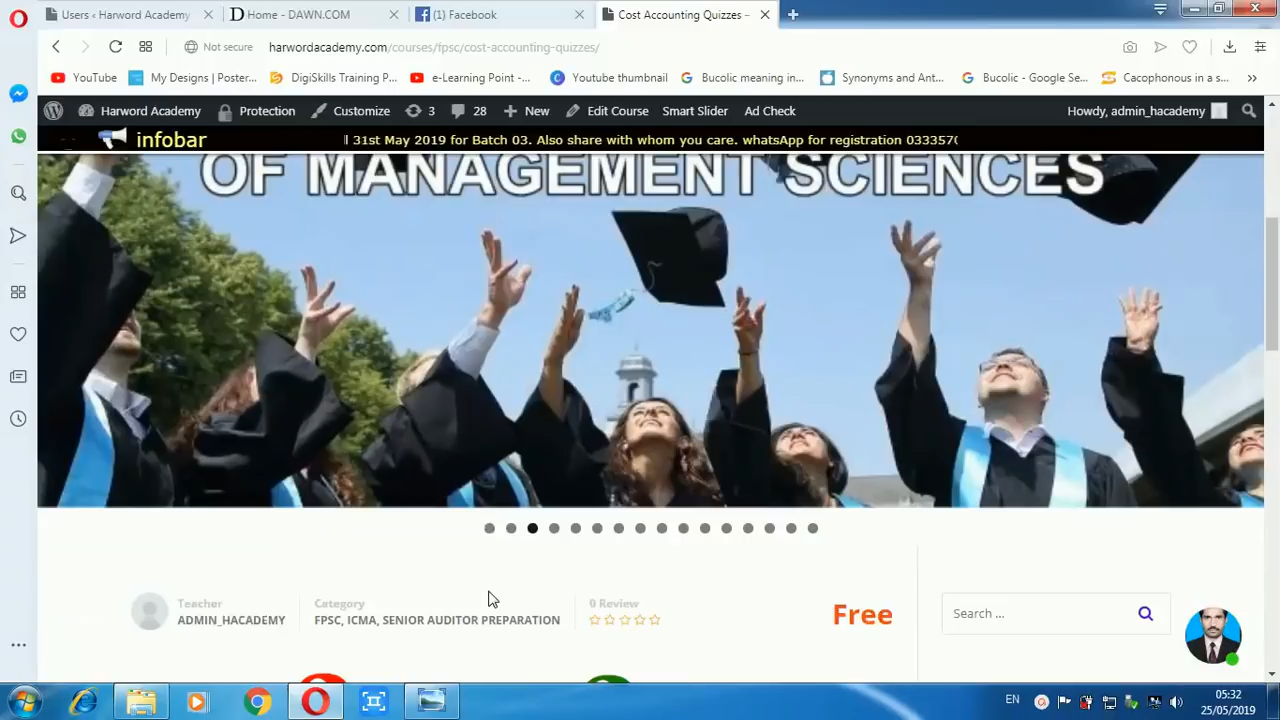 Users: Harword Academy
Home - DAWN.COM
(1) Facebook
Cost Accounting Quizzes –
Not secure
harwordacademy.com/courses/fpsc/cost-accounting-quizzes/
YouTube
My Designs | Poster...
DigiSkills Training P...
e-Learning Point -...
Youtube thumbnail
Bucolic meaning in...
Synonyms and Ant...
Bucolic - Google Se...
Cacophonous in a s...
Harword Academy
Protection
Customize
3
28
New
Edit Course
Smart Slider
Ad Check
Howdy, admin_hacademy
infobar
31st May 2019 for Batch 03. Also share with whom you care. whatsApp for registration 033357
OF MANAGEMENT SCIENCES
Teacher
ADMIN_HACADEMY
Category
FPSC, ICMA, SENIOR AUDITOR PREPARATION
0 Review
Free
Search ...
EN
05:32
25/05/2019